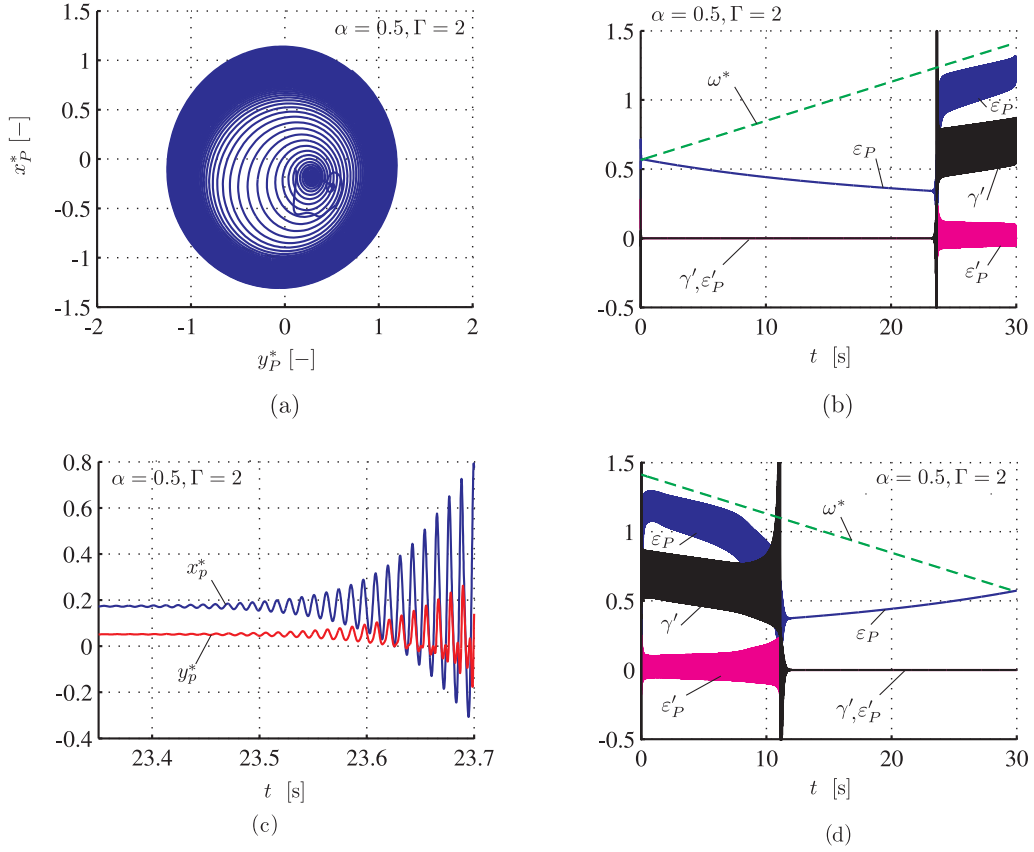 α = 0.5, Γ = 2
1.5
1
0.5
0
-0.5
-1
-1.5
-2
-1
0
1
2
x*_P [−]
y*_P [−]
(a)
1.5
1
0.5
0
-0.5
0
10
20
30
ω*
ε_P
ε_P
γ′
γ′,ε′_P
ε′_P
t [s]
(b)
α = 0.5, Γ = 2
0.8
0.6
0.4
0.2
0
-0.2
-0.4
23.4
23.5
23.6
23.7
x*_p
y*_p
t [s]
(c)
α = 0.5, Γ = 2
1.5
1
0.5
0
-0.5
0
10
20
30
ω*
ε_P
γ′
ε_P
ε′_P
γ′,ε′_P
t [s]
(d)